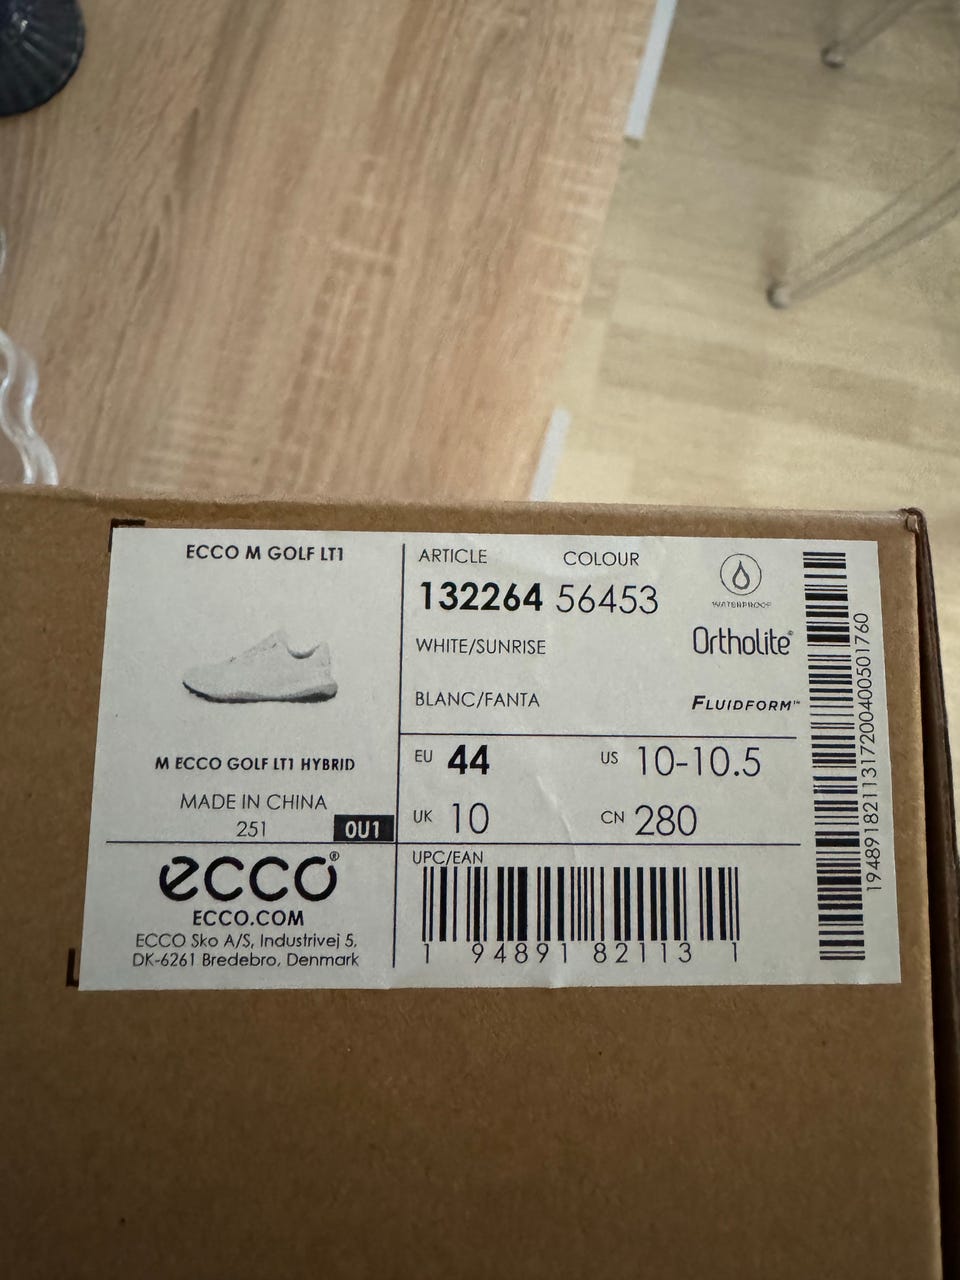 ECCO M GOLF LT1
M ECCO GOLF LT1 HYBRID
MADE IN CHINA
251 0U1
ecco®
ECCO.COM
ECCO Sko A/S, Industrivej 5,
DK-6261 Bredebro, Denmark
ARTICLE COLOUR
132264 56453
WHITE/SUNRISE
BLANC/FANTA
WATERPROOF
Ortholite®
FLUIDFORM™
EU 44 US 10-10.5
UK 10 CN 280
UPC/EAN
1 94891 82113 1
1948918211317200400501760